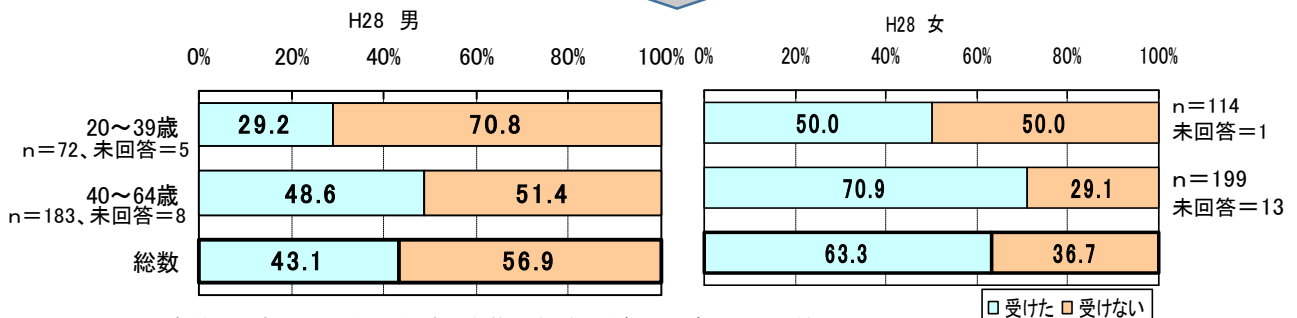 H28 男
0% 20% 40% 60% 80% 100%
20～39歳
n＝72、未回答＝5
29.2 70.8
40～64歳
n＝183、未回答＝8
48.6 51.4
総数
43.1 56.9
H28 女
0% 20% 40% 60% 80% 100%
50.0 50.0
n＝114
未回答＝1
70.9 29.1
n＝199
未回答＝13
63.3 36.7
受けた 受けない